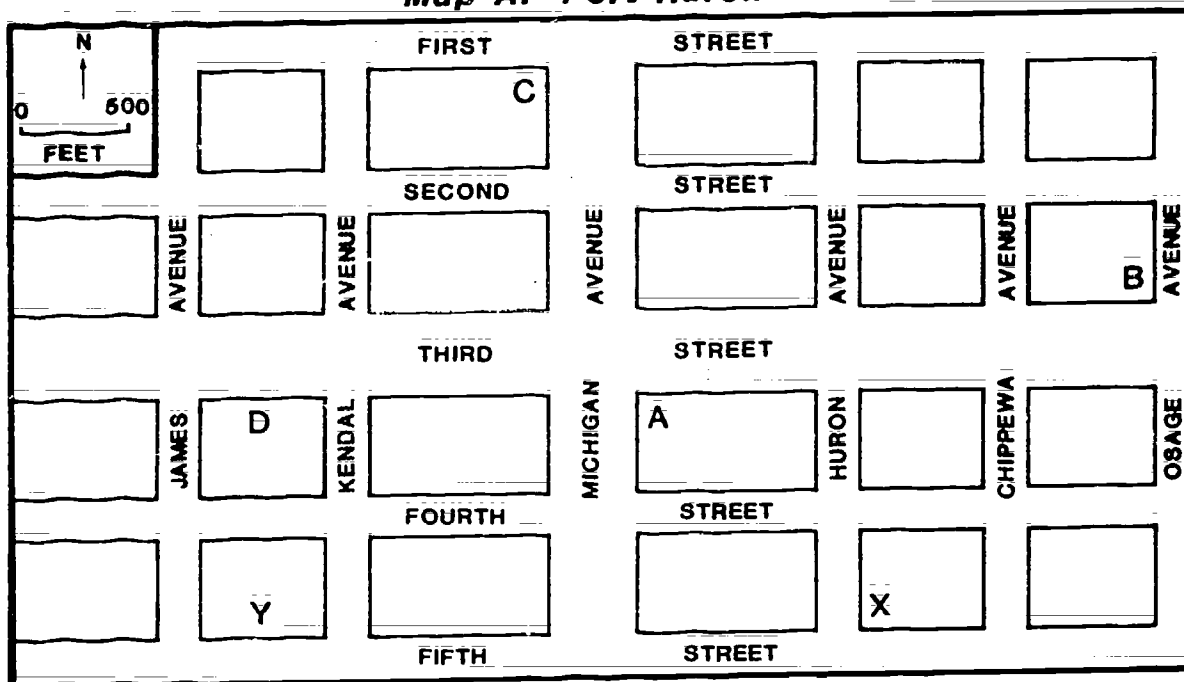 N
0 500
FEET
FIRST STREET
C
SECOND STREET
AVENUE AVENUE AVENUE AVENUE AVENUE AVENUE
B
THIRD STREET
JAMES KENDAL MICHIGAN HURON CHIPPEWA OSAGE
D A
FOURTH STREET
Y X
FIFTH STREET